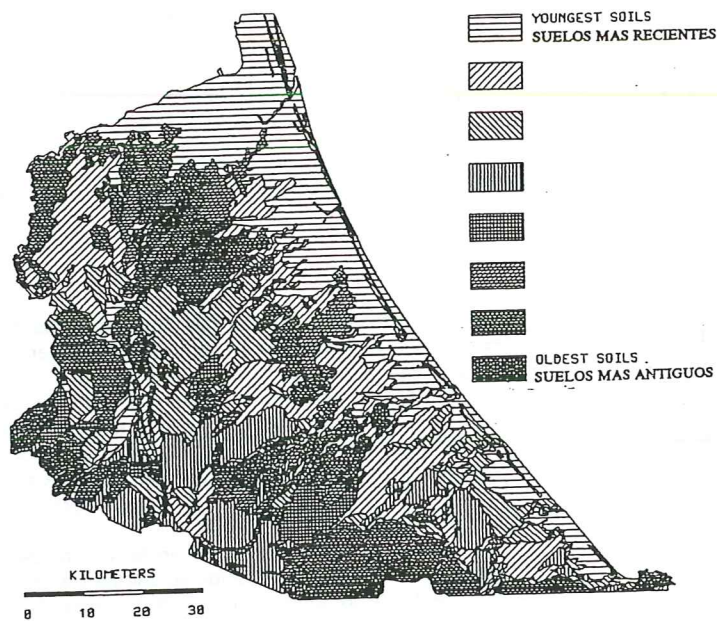 YOUNGEST SOILS
SUELOS MAS RECIENTES
OLDEST SOILS .
SUELOS MAS ANTIGUOS
KILOMETERS
0 10 20 30